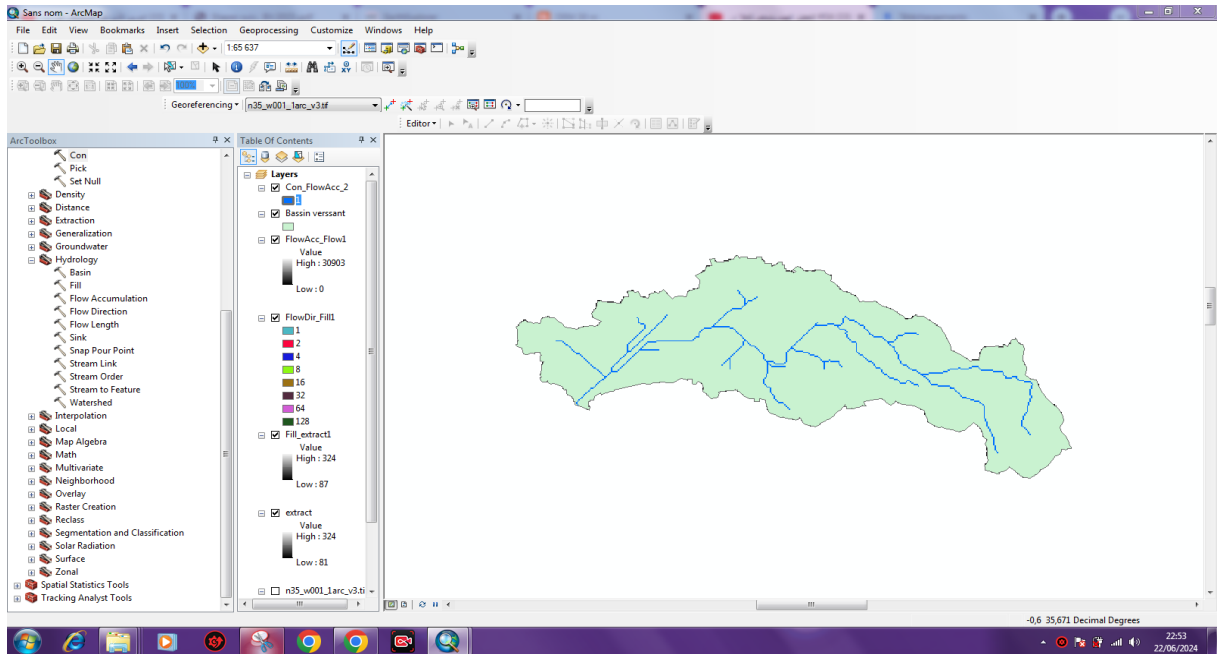 Sans nom - ArcMap
File Edit View Bookmarks Insert Selection Geoprocessing Customize Windows Help
1:65 637
100%
Georeferencing n35_w001_1arc_v3.tif
Editor
ArcToolbox
Con
Pick
Set Null
Density
Distance
Extraction
Generalization
Groundwater
Hydrology
Basin
Fill
Flow Accumulation
Flow Direction
Flow Length
Sink
Snap Pour Point
Stream Link
Stream Order
Stream to Feature
Watershed
Interpolation
Local
Map Algebra
Math
Multivariate
Neighborhood
Overlay
Raster Creation
Reclass
Segmentation and Classification
Solar Radiation
Surface
Zonal
Spatial Statistics Tools
Tracking Analyst Tools
Table Of Contents
Layers
Con_FlowAcc_2
1
Bassin verssant
FlowAcc_Flow1
Value
High : 30903
Low : 0
FlowDir_Fill1
1
2
4
8
16
32
64
128
Fill_extract1
Value
High : 324
Low : 87
extract
Value
High : 324
Low : 81
n35_w001_1arc_v3.ti
-0,6 35,671 Decimal Degrees
22:53
22/06/2024